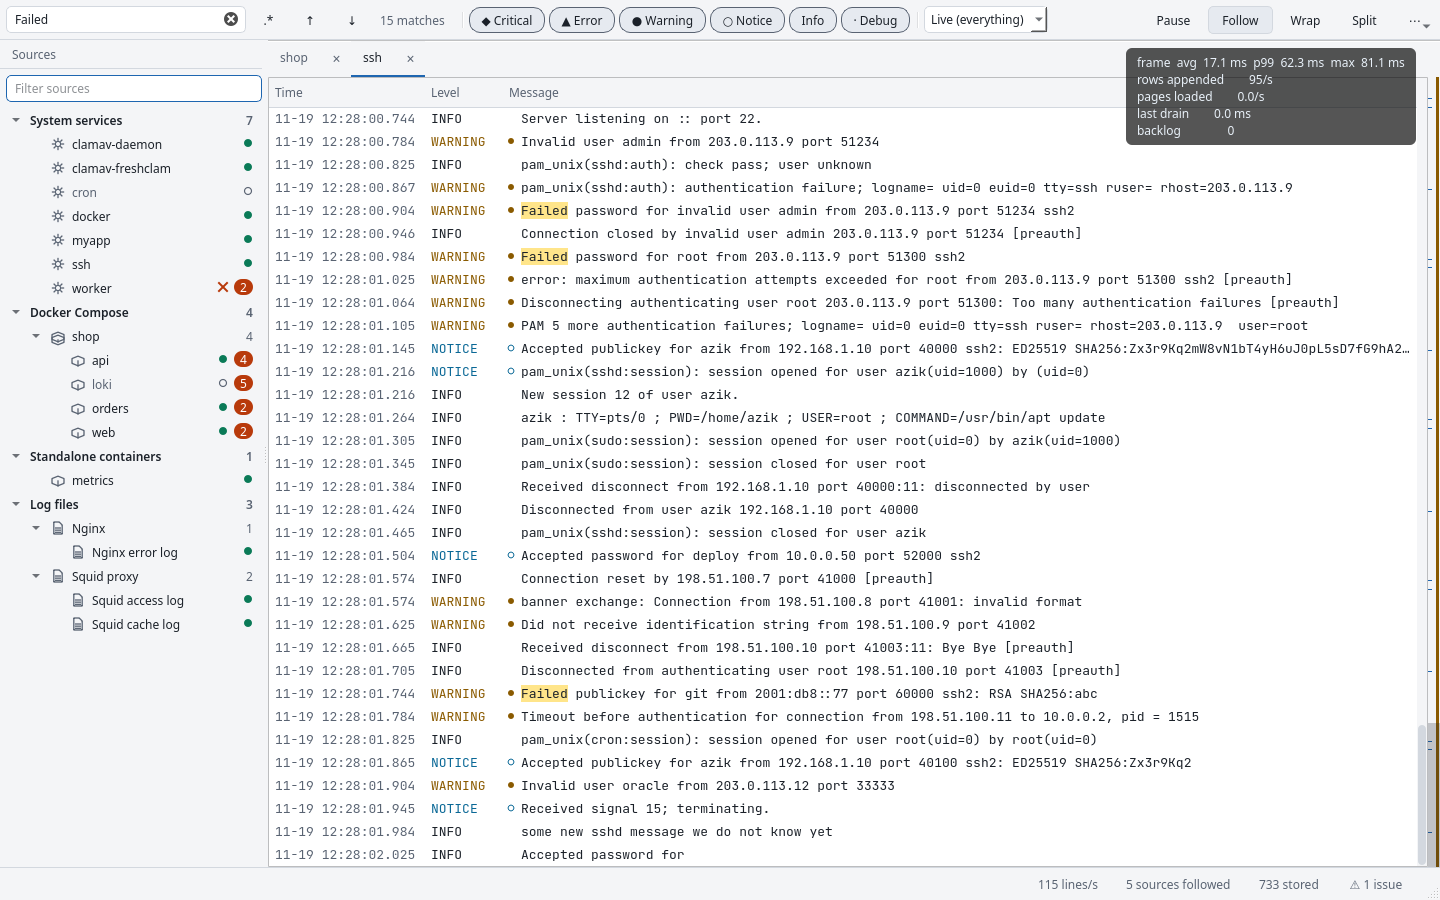 Failed
.*
↑
↓
15 matches
◆ Critical
▲ Error
● Warning
○ Notice
Info
· Debug
Live (everything)
Pause
Follow
Wrap
Split
...
Sources
Filter sources
System services 7
clamav-daemon
clamav-freshclam
cron
docker
myapp
ssh
worker 2
Docker Compose 4
shop 4
api 4
loki 5
orders 2
web 2
Standalone containers 1
metrics
Log files 3
Nginx 1
Nginx error log
Squid proxy 2
Squid access log
Squid cache log
shop ×
ssh ×
frame avg 17.1 ms p99 62.3 ms max 81.1 ms
rows appended 95/s
pages loaded 0.0/s
last drain 0.0 ms
backlog 0
Time Level Message
11-19 12:28:00.744 INFO Server listening on :: port 22.
11-19 12:28:00.784 WARNING ● Invalid user admin from 203.0.113.9 port 51234
11-19 12:28:00.825 INFO pam_unix(sshd:auth): check pass; user unknown
11-19 12:28:00.867 WARNING ● pam_unix(sshd:auth): authentication failure; logname= uid=0 euid=0 tty=ssh ruser= rhost=203.0.113.9
11-19 12:28:00.904 WARNING ● Failed password for invalid user admin from 203.0.113.9 port 51234 ssh2
11-19 12:28:00.946 INFO Connection closed by invalid user admin 203.0.113.9 port 51234 [preauth]
11-19 12:28:00.984 WARNING ● Failed password for root from 203.0.113.9 port 51300 ssh2
11-19 12:28:01.025 WARNING ● error: maximum authentication attempts exceeded for root from 203.0.113.9 port 51300 ssh2 [preauth]
11-19 12:28:01.064 WARNING ● Disconnecting authenticating user root 203.0.113.9 port 51300: Too many authentication failures [preauth]
11-19 12:28:01.105 WARNING ● PAM 5 more authentication failures; logname= uid=0 euid=0 tty=ssh ruser= rhost=203.0.113.9  user=root
11-19 12:28:01.145 NOTICE ○ Accepted publickey for azik from 192.168.1.10 port 40000 ssh2: ED25519 SHA256:Zx3r9Kq2mW8vN1bT4yH6uJ0pL5sD7fG9hA2…
11-19 12:28:01.216 NOTICE ○ pam_unix(sshd:session): session opened for user azik(uid=1000) by (uid=0)
11-19 12:28:01.216 INFO New session 12 of user azik.
11-19 12:28:01.264 INFO azik : TTY=pts/0 ; PWD=/home/azik ; USER=root ; COMMAND=/usr/bin/apt update
11-19 12:28:01.305 INFO pam_unix(sudo:session): session opened for user root(uid=0) by azik(uid=1000)
11-19 12:28:01.345 INFO pam_unix(sudo:session): session closed for user root
11-19 12:28:01.384 INFO Received disconnect from 192.168.1.10 port 40000:11: disconnected by user
11-19 12:28:01.424 INFO Disconnected from user azik 192.168.1.10 port 40000
11-19 12:28:01.465 INFO pam_unix(sshd:session): session closed for user azik
11-19 12:28:01.504 NOTICE ○ Accepted password for deploy from 10.0.0.50 port 52000 ssh2
11-19 12:28:01.574 INFO Connection reset by 198.51.100.7 port 41000 [preauth]
11-19 12:28:01.574 WARNING ● banner exchange: Connection from 198.51.100.8 port 41001: invalid format
11-19 12:28:01.625 WARNING ● Did not receive identification string from 198.51.100.9 port 41002
11-19 12:28:01.665 INFO Received disconnect from 198.51.100.10 port 41003:11: Bye Bye [preauth]
11-19 12:28:01.705 INFO Disconnected from authenticating user root 198.51.100.10 port 41003 [preauth]
11-19 12:28:01.744 WARNING ● Failed publickey for git from 2001:db8::77 port 60000 ssh2: RSA SHA256:abc
11-19 12:28:01.784 WARNING ● Timeout before authentication for connection from 198.51.100.11 to 10.0.0.2, pid = 1515
11-19 12:28:01.825 INFO pam_unix(cron:session): session opened for user root(uid=0) by root(uid=0)
11-19 12:28:01.865 NOTICE ○ Accepted publickey for azik from 192.168.1.10 port 40100 ssh2: ED25519 SHA256:Zx3r9Kq2
11-19 12:28:01.904 WARNING ● Invalid user oracle from 203.0.113.12 port 33333
11-19 12:28:01.945 NOTICE ○ Received signal 15; terminating.
11-19 12:28:01.984 INFO some new sshd message we do not know yet
11-19 12:28:02.025 INFO Accepted password for
115 lines/s
5 sources followed
733 stored
⚠ 1 issue